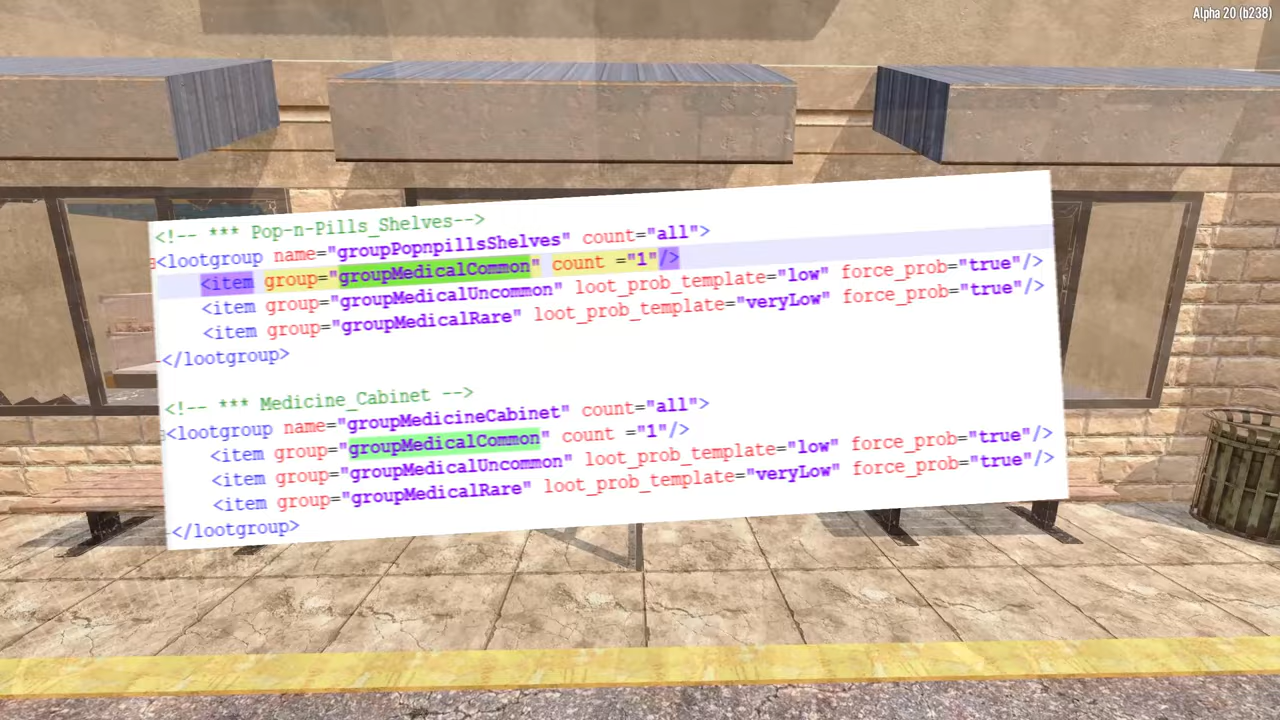 Alpha 20 (b238)
<!-- *** Pop-n-Pills_Shelves-->
<lootgroup name="groupPopnpillsShelves" count="all">
<item group="groupMedicalCommon" count ="1"/>
<item group="groupMedicalUncommon" loot_prob_template="low" force_prob="true"/>
<item group="groupMedicalRare" loot_prob_template="veryLow" force_prob="true"/>
</lootgroup>
<!-- *** Medicine_Cabinet -->
<lootgroup name="groupMedicineCabinet" count="all">
<item group="groupMedicalCommon" count ="1"/>
<item group="groupMedicalUncommon" loot_prob_template="low" force_prob="true"/>
<item group="groupMedicalRare" loot_prob_template="veryLow" force_prob="true"/>
</lootgroup>